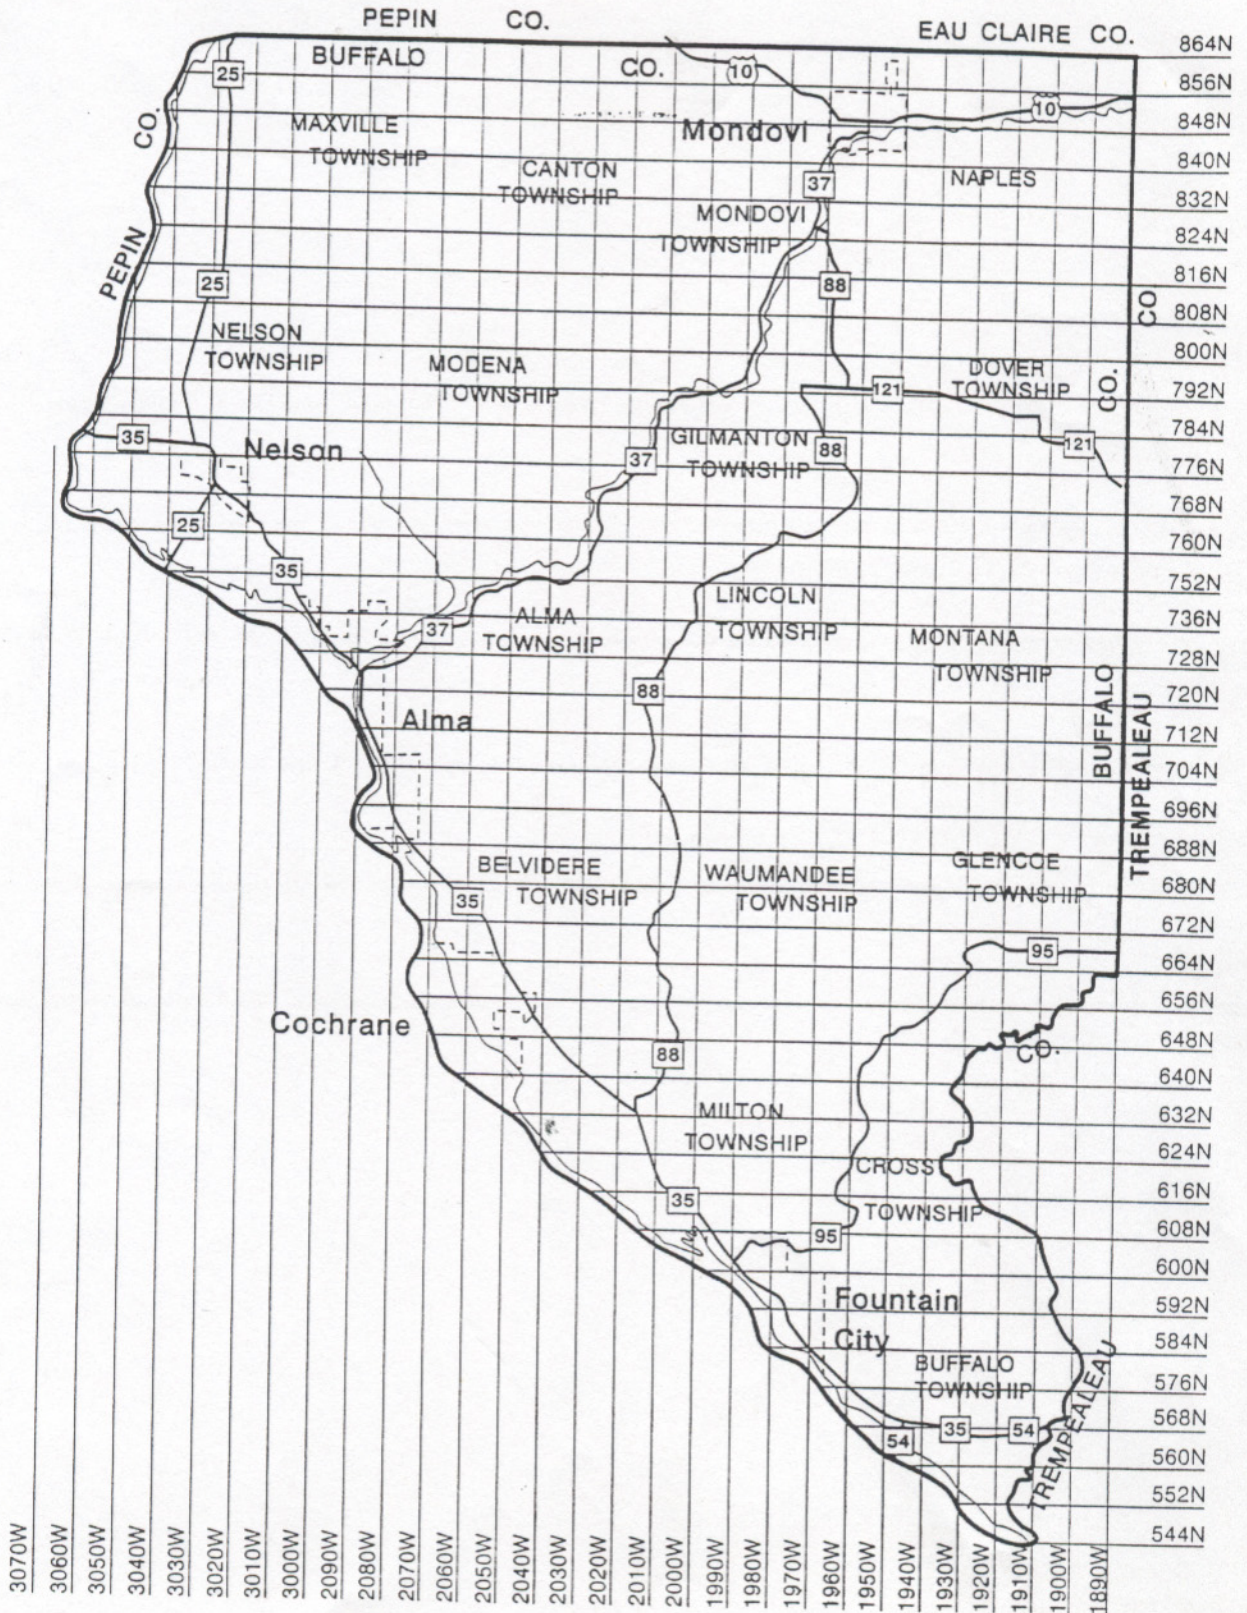 PEPIN CO.
EAU CLAIRE CO.
864N
BUFFALO CO.
25
10
856N
10
848N
CO.
MAXVILLE
TOWNSHIP
Mondovi
840N
CANTON
TOWNSHIP
37
NAPLES
832N
MONDOVI
TOWNSHIP
824N
PEPIN
25
88
816N
CO.
808N
NELSON
TOWNSHIP
800N
MODENA
TOWNSHIP
DOVER
TOWNSHIP
121
792N
CO.
35
784N
Nelson
GILMANTON
TOWNSHIP
37
88
121
776N
768N
25
760N
35
752N
LINCOLN
TOWNSHIP
ALMA
TOWNSHIP
37
736N
MONTANA
TOWNSHIP
728N
88
720N
BUFFALO
TREMPEALEAU
Alma
712N
704N
696N
688N
BELVIDERE
TOWNSHIP
WAUMANDEE
TOWNSHIP
GLENCOE
TOWNSHIP
680N
35
672N
95
664N
656N
Cochrane
648N
CO.
88
640N
MILTON
TOWNSHIP
632N
624N
CROSS
TOWNSHIP
616N
35
608N
95
600N
Fountain
City
592N
584N
BUFFALO
TOWNSHIP
576N
TREMPEALEAU
568N
35
54
54
560N
552N
544N
3070W
3060W
3050W
3040W
3030W
3020W
3010W
3000W
2090W
2080W
2070W
2060W
2050W
2040W
2030W
2020W
2010W
2000W
1990W
1980W
1970W
1960W
1950W
1940W
1930W
1920W
1910W
1900W
1890W